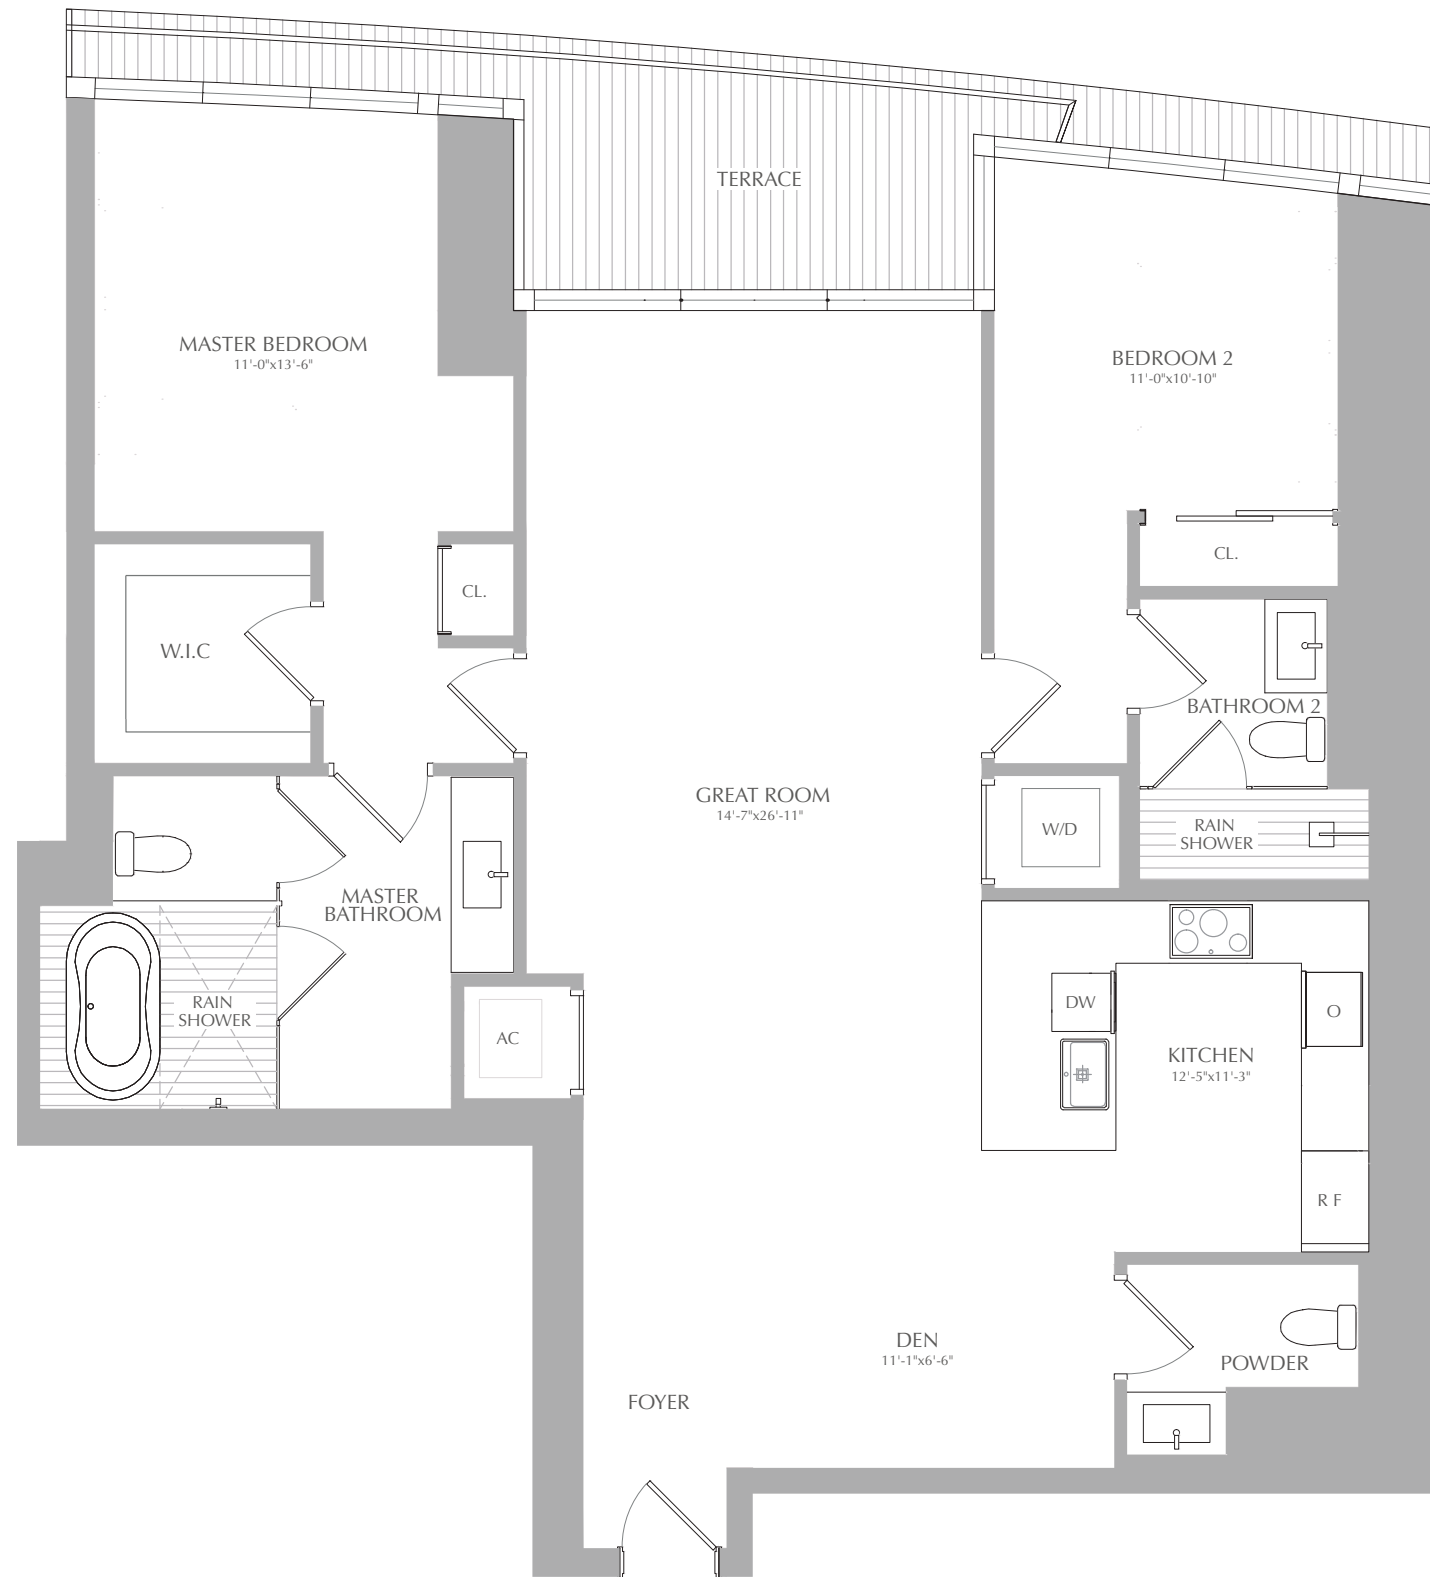 TERRACE
MASTER BEDROOM
11'-0"x13'-6"
BEDROOM 2
11'-0"x10'-10"
CL.
CL.
W.I.C
BATHROOM 2
GREAT ROOM
14'-7"x26'-11"
W/D
RAIN
SHOWER
MASTER
BATHROOM
RAIN
SHOWER
AC
DW
O
KITCHEN
12'-5"x11'-3"
R F
DEN
11'-1"x6'-6"
POWDER
FOYER